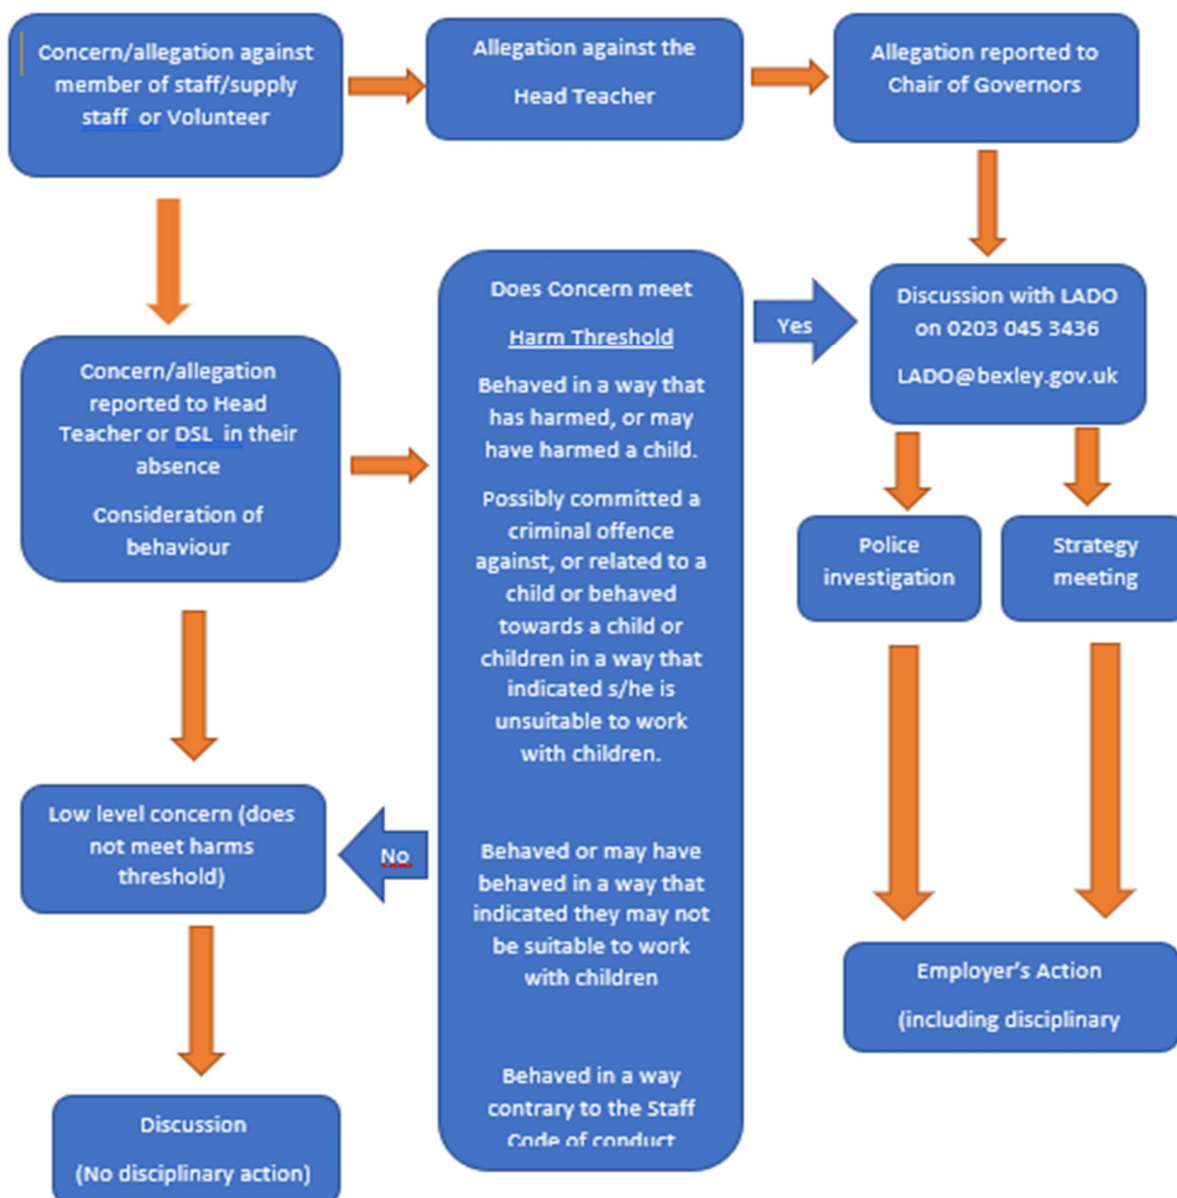 Concern/allegation against
member of staff/supply
staff or Volunteer
Allegation against the
Head Teacher
Allegation reported to
Chair of Governors
Concern/allegation
reported to Head
Teacher or DSL in their
absence
Consideration of
behaviour
Does Concern meet
Harm Threshold
Behaved in a way that
has harmed, or may
have harmed a child.
Possibly committed a
criminal offence
against, or related to a
child or behaved
towards a child or
children in a way that
indicated s/he is
unsuitable to work
with children.
Behaved or may have
behaved in a way that
indicated they may not
be suitable to work
with children
Behaved in a way
contrary to the Staff
Code of conduct
Yes
Discussion with LADO
on 0203 045 3436
LADO@bexley.gov.uk
Police
investigation
Strategy
meeting
Employer's Action
(including disciplinary
No
Low level concern (does
not meet harms
threshold)
Discussion
(No disciplinary action)